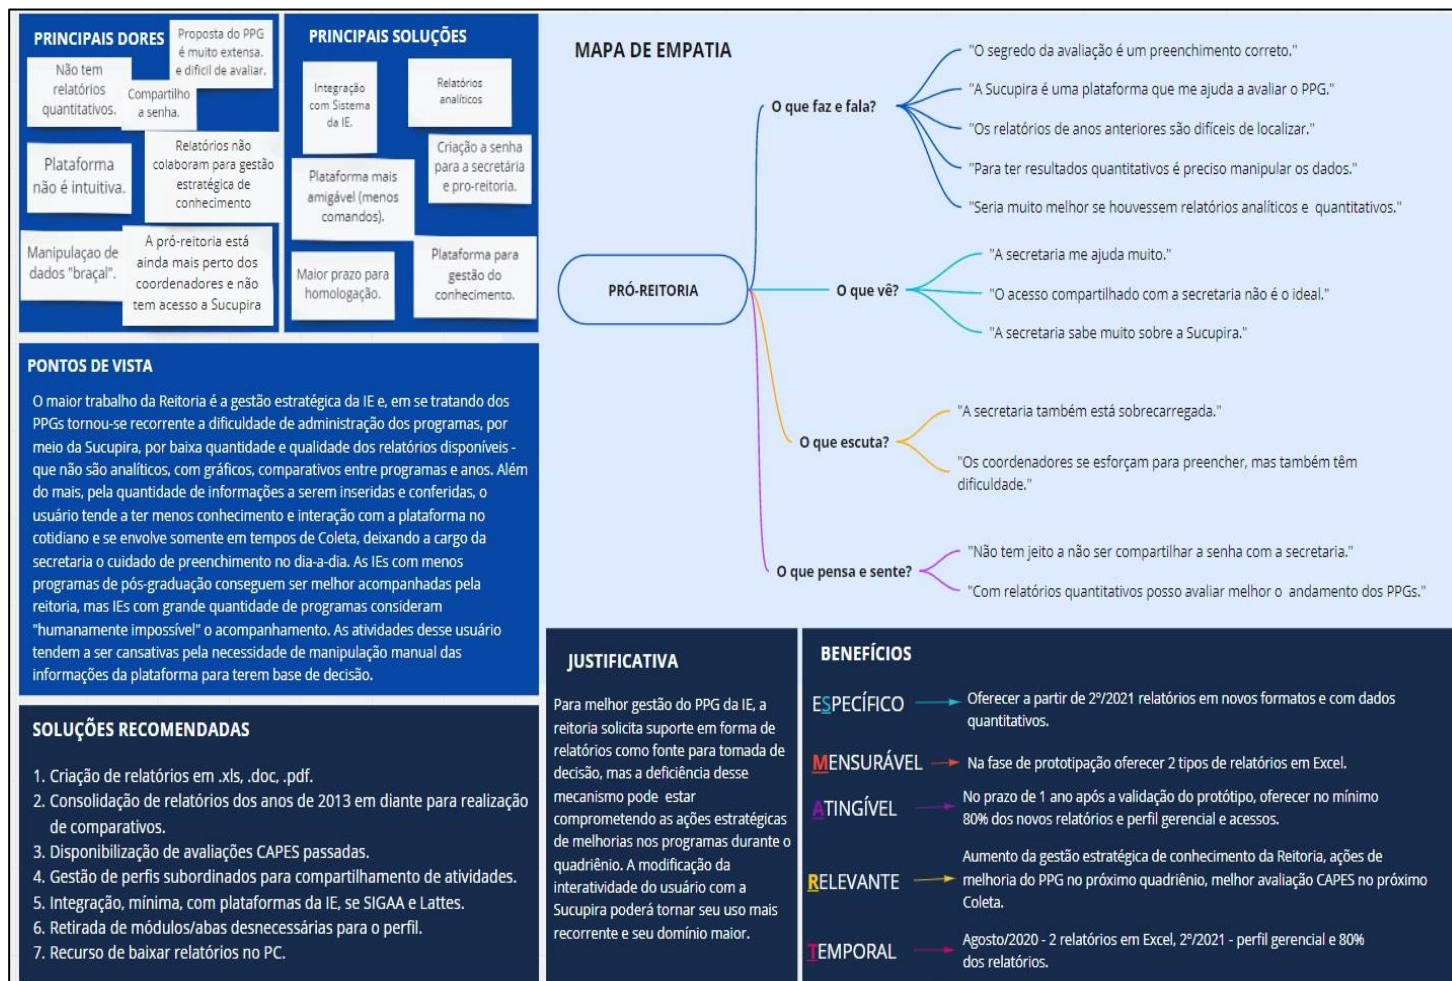 PRINCIPAIS DORES
Proposta do PPG
é muito extensa.
e dificil de avaliar.
Não tem
relatórios
quantitativos.
Compartilho
a senha.
Plataforma
não é intuitiva.
Relatórios não
colaboram para gestão
estratégica de
conhecimento
Manipulaçao de
dados "braçal".
A pró-reitoria está
ainda mais perto dos
coordenadores e não
tem acesso a Sucupira
PRINCIPAIS SOLUÇÕES
Integração
com Sistema
da IE.
Relatórios
analíticos
Plataforma mais
amigável (menos
comandos).
Criação a senha
para a secretária
e pro-reitoria.
Maior prazo para
homologação.
Plataforma para
gestão do
conhecimento.
MAPA DE EMPATIA
PRÓ-REITORIA
O que faz e fala?
"O segredo da avaliação é um preenchimento correto."
"A Sucupira é uma plataforma que me ajuda a avaliar o PPG."
"Os relatórios de anos anteriores são difíceis de localizar."
"Para ter resultados quantitativos é preciso manipular os dados."
"Seria muito melhor se houvessem relatórios analíticos e quantitativos."
O que vê?
"A secretaria me ajuda muito."
"O acesso compartilhado com a secretaria não é o ideal."
"A secretaria sabe muito sobre a Sucupira."
O que escuta?
"A secretaria também está sobrecarregada."
"Os coordenadores se esforçam para preencher, mas também têm
dificuldade."
O que pensa e sente?
"Não tem jeito a não ser compartilhar a senha com a secretaria."
"Com relatórios quantitativos posso avaliar melhor o andamento dos PPGs."
PONTOS DE VISTA
O maior trabalho da Reitoria é a gestão estratégica da IE e, em se tratando dos
PPGs tornou-se recorrente a dificuldade de administração dos programas, por
meio da Sucupira, por baixa quantidade e qualidade dos relatórios disponíveis -
que não são analíticos, com gráficos, comparativos entre programas e anos. Além
do mais, pela quantidade de informações a serem inseridas e conferidas, o
usuário tende a ter menos conhecimento e interação com a plataforma no
cotidiano e se envolve somente em tempos de Coleta, deixando a cargo da
secretaria o cuidado de preenchimento no dia-a-dia. As IEs com menos
programas de pós-graduação conseguem ser melhor acompanhadas pela
reitoria, mas IEs com grande quantidade de programas consideram
"humanamente impossível" o acompanhamento. As atividades desse usuário
tendem a ser cansativas pela necessidade de manipulação manual das
informações da plataforma para terem base de decisão.
SOLUÇÕES RECOMENDADAS
1. Criação de relatórios em .xls, .doc, .pdf.
2. Consolidação de relatórios dos anos de 2013 em diante para realização
de comparativos.
3. Disponibilização de avaliações CAPES passadas.
4. Gestão de perfis subordinados para compartilhamento de atividades.
5. Integração, mínima, com plataformas da IE, se SIGAA e Lattes.
6. Retirada de módulos/abas desnecessárias para o perfil.
7. Recurso de baixar relatórios no PC.
JUSTIFICATIVA
Para melhor gestão do PPG da IE, a
reitoria solicita suporte em forma de
relatórios como fonte para tomada de
decisão, mas a deficiência desse
mecanismo pode estar
comprometendo as ações estratégicas
de melhorias nos programas durante o
quadriênio. A modificação da
interatividade do usuário com a
Sucupira poderá tornar seu uso mais
recorrente e seu domínio maior.
BENEFÍCIOS
ESPECÍFICO
Oferecer a partir de 2º/2021 relatórios em novos formatos e com dados
quantitativos.
MENSURÁVEL
Na fase de prototipação oferecer 2 tipos de relatórios em Excel.
ATINGÍVEL
No prazo de 1 ano após a validação do protótipo, oferecer no mínimo
80% dos novos relatórios e perfil gerencial e acessos.
RELEVANTE
Aumento da gestão estratégica de conhecimento da Reitoria, ações de
melhoria do PPG no próximo quadriênio, melhor avaliação CAPES no próximo
Coleta.
TEMPORAL
Agosto/2020 - 2 relatórios em Excel, 2º/2021 - perfil gerencial e 80%
dos relatórios.